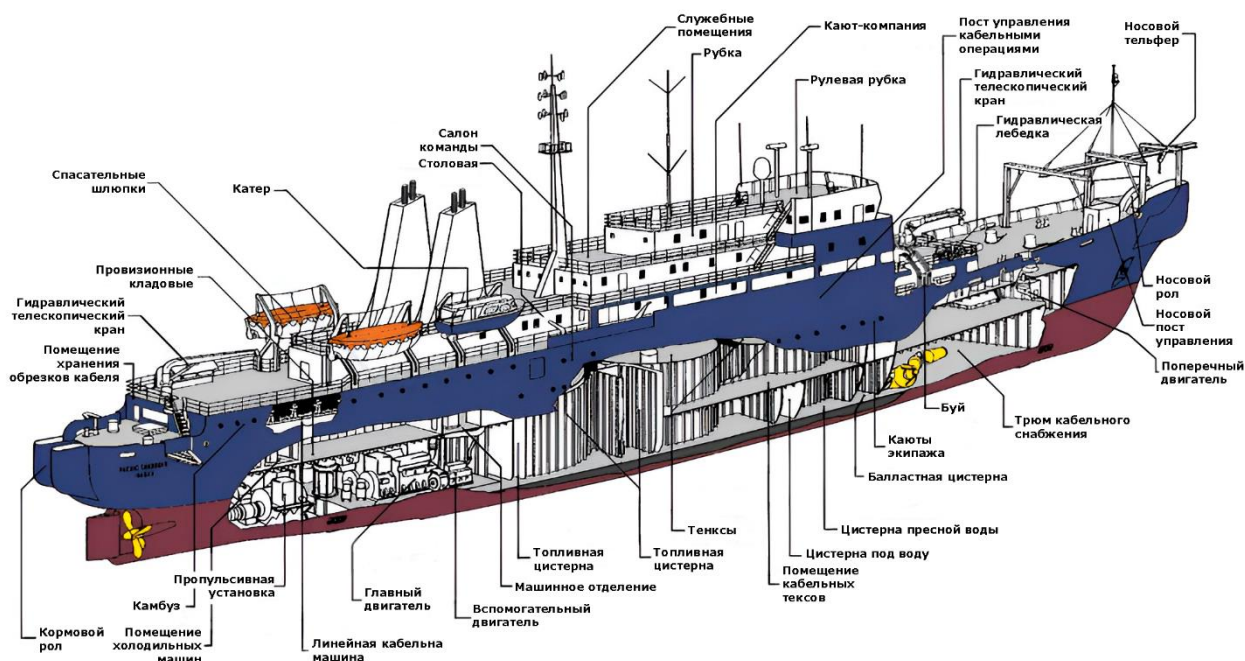 Служебные
помещения
Кают-компания
Рубка
Пост управления
кабельными
операциями
Носовой
тельфер
Рулевая рубка
Гидравлический
телескопический
кран
Гидравлическая
лебедка
Салон
команды
Столовая
Спасательные
шлюпки
Катер
Провизионные
кладовые
Гидравлический
телескопический
кран
Помещение
хранения
обрезков кабеля
Носовой
рол
Носовой
пост
управления
Поперечный
двигатель
Буй
Трюм кабельного
снабжения
Каюты
экипажа
Балластная цистерна
Тенксы
Цистерна пресной воды
Топливная
цистерна
Топливная
цистерна
Цистерна под воду
Помещение
кабельных
тексов
Пропульсивная
установка
Главный
двигатель
Машинное отделение
Вспомогательный
двигатель
Камбуз
Кормовой
рол
Помещение
холодильных
машин
Линейная кабельна
машина